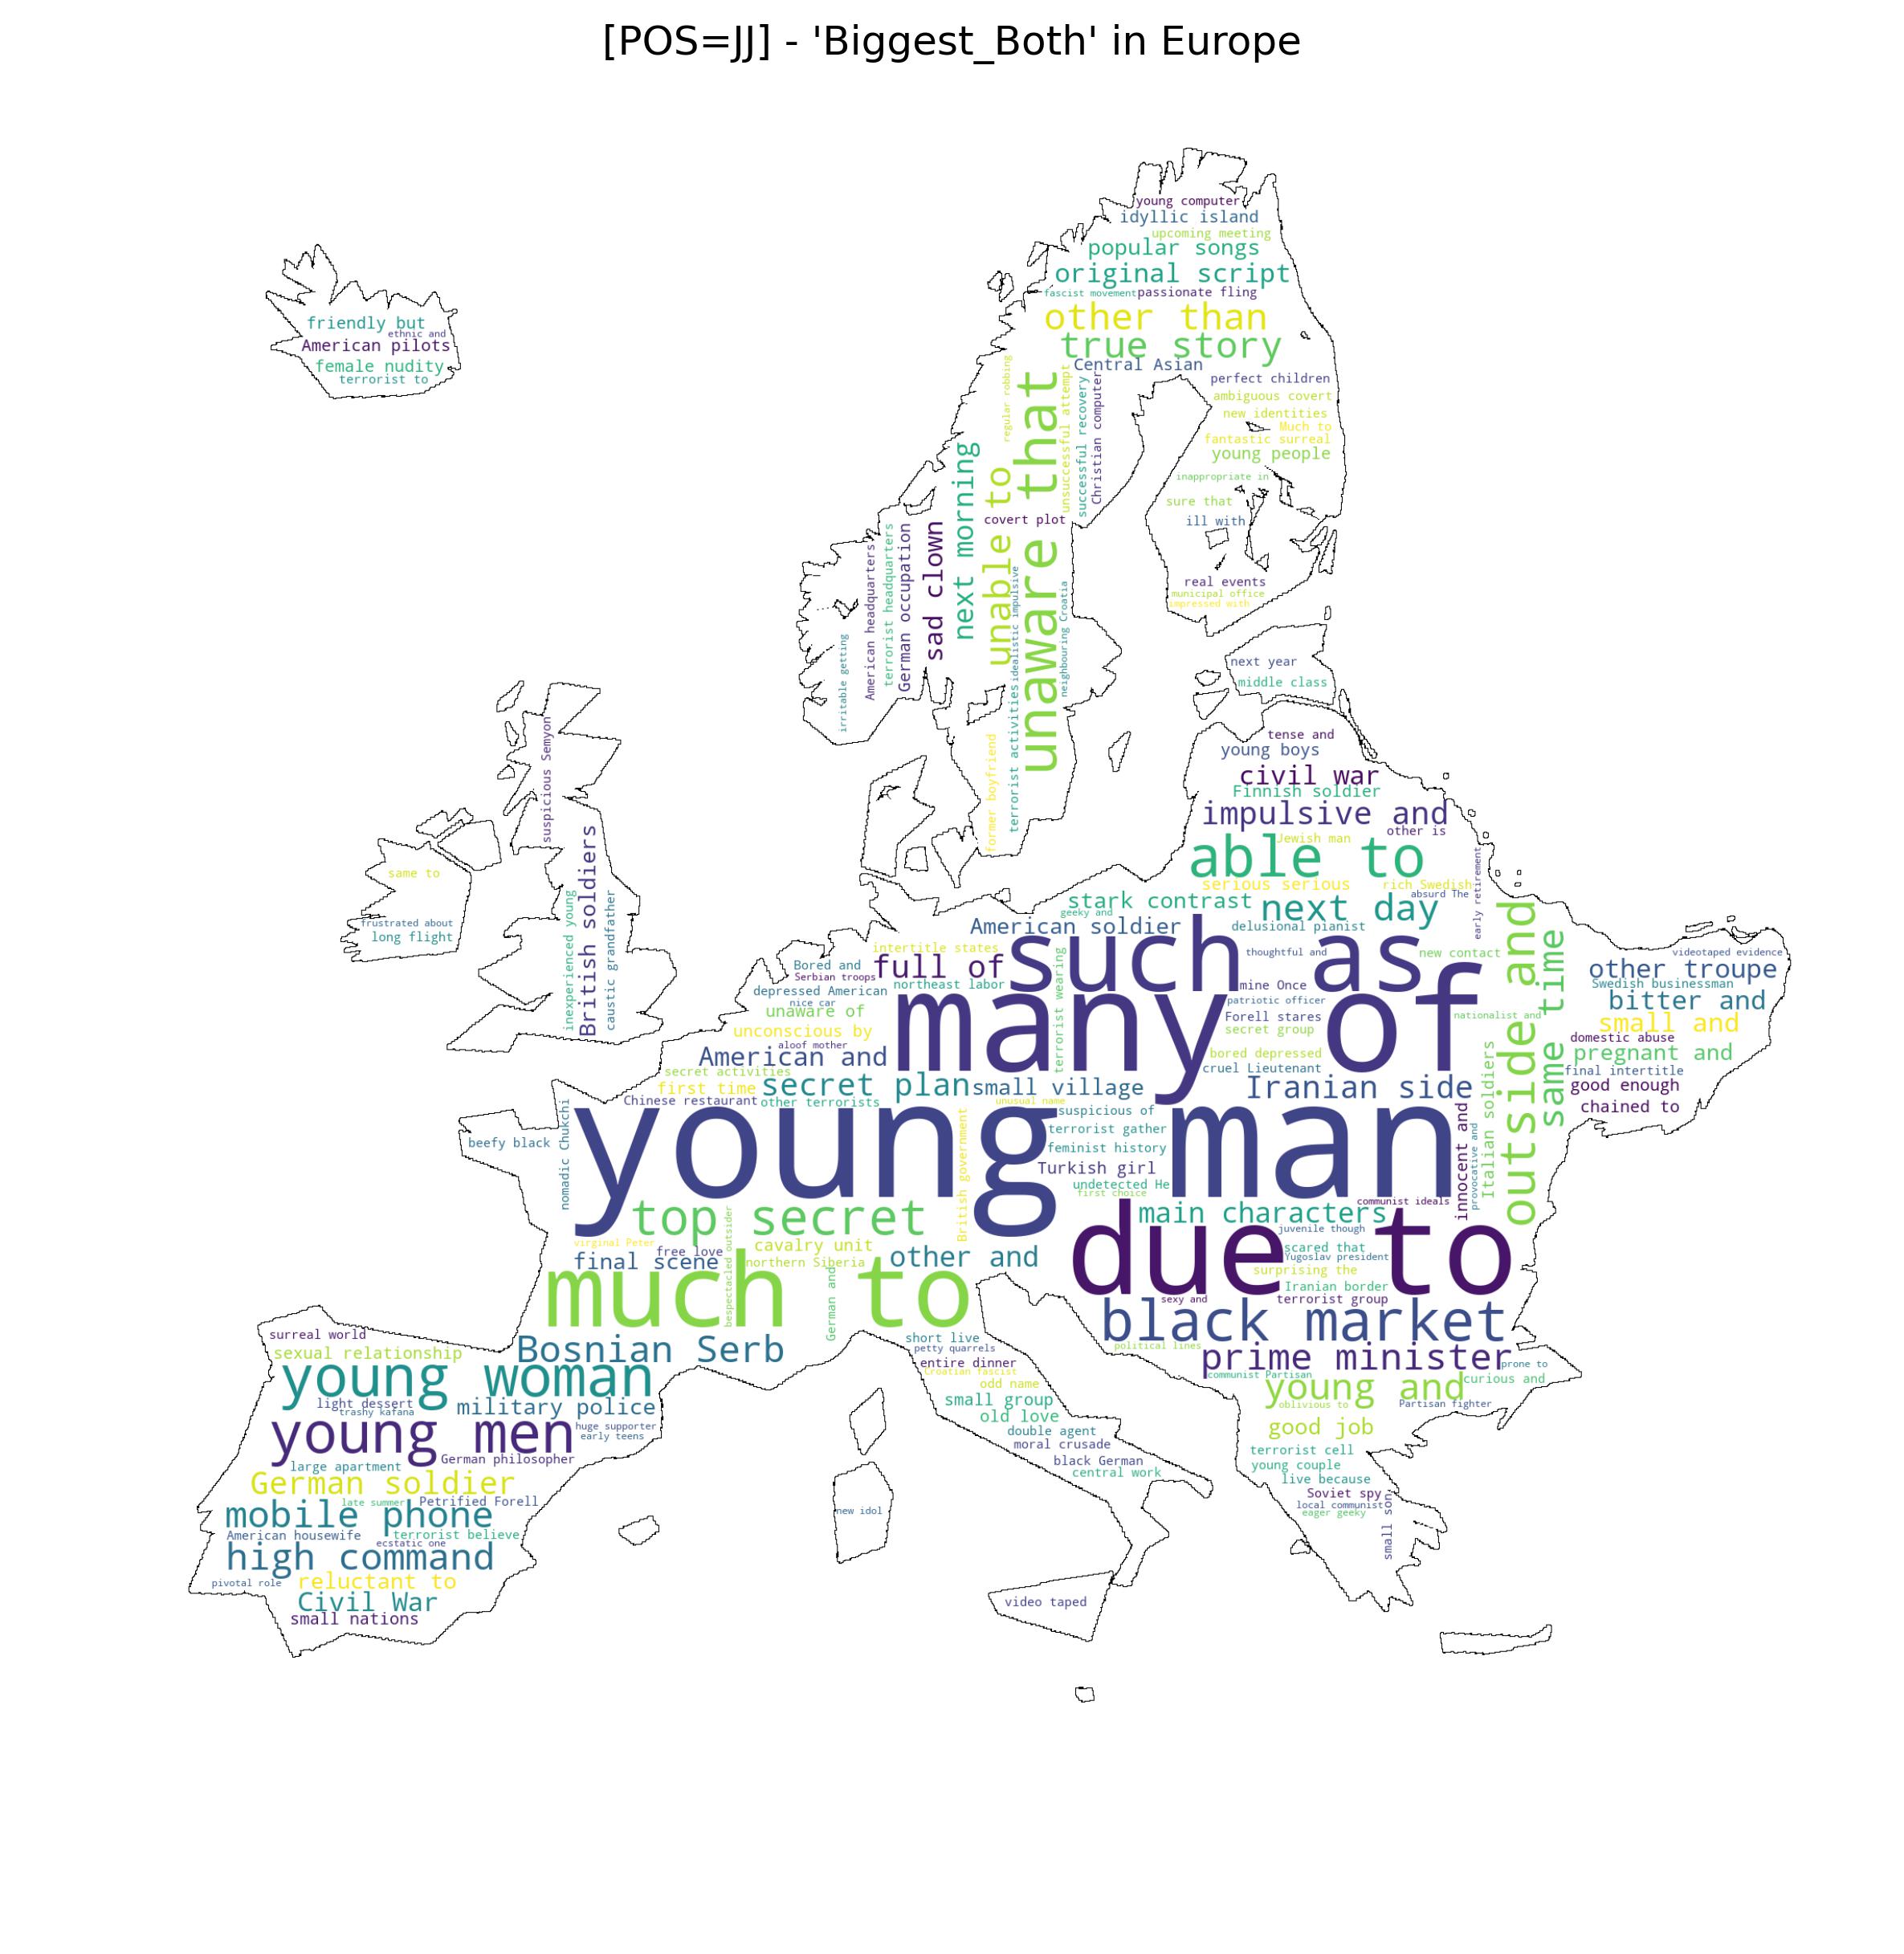 [POS=JJ] - 'Biggest_Both' in Europe
young computer
idyllic island
upcoming meeting
popular songs
original script
fascist movement
passionate fling
other than
true story
Central Asian
friendly but
ethnic and
American pilots
female nudity
terrorist to
perfect children
ambiguous covert
new identities
Much to
fantastic surreal
young people
inappropriate in
sure that
ill with
real events
municipal office
impressed with
regular robbing
unaware that
unsuccessful attempt
successful recovery
Christian computer
next morning
unable to
covert plot
sad clown
German occupation
terrorist headquarters
American headquarters
irritable getting
idealistic impulsive
neighbouring Croatia
terrorist activities
former boyfriend
next year
middle class
suspicious Semyon
British soldiers
inexperienced young
caustic grandfather
same to
frustrated about
long flight
tense and
young boys
civil war
Finnish soldier
impulsive and
other is
Jewish man
able to
serious serious
rich Swedish
absurd The
early retirement
stark contrast
geeky and
next day
American soldier
delusional pianist
such as
intertitle states
thoughtful and
new contact
outside and
same time
full of
Bored and
Serbian troops
northeast labor
depressed American
nice car
terrorist wearing
mine Once
patriotic officer
unaware of
many of
Forell stares
nationalist and
secret group
unconscious by
aloof mother
American and
bored depressed
cruel Lieutenant
secret activities
first time
secret plan
small village
Iranian side
Chinese restaurant
other terrorists
unusual name
suspicious of
videotaped evidence
other troupe
Swedish businessman
bitter and
small and
domestic abuse
pregnant and
final intertitle
good enough
chained to
Italian soldiers
innocent and
provocative and
beefy black
nomadic Chukchi
young man
British government
terrorist gather
feminist history
Turkish girl
undetected He
first choice
communist ideals
top secret
due to
main characters
juvenile though
bespectacled outsider
virginal Peter
free love
cavalry unit
final scene
northern Siberia
other and
scared that
Yugoslav president
surprising the
Iranian border
sexy and
terrorist group
much to
German and
black market
Bosnian Serb
political lines
prime minister
prone to
communist Partisan
young and
curious and
oblivious to
Partisan fighter
good job
terrorist cell
young couple
live because
Soviet spy
local communist
eager geeky
small son
short live
petty quarrels
entire dinner
Croatian fascist
odd name
small group
old love
double agent
moral crusade
black German
central work
surreal world
sexual relationship
young woman
light dessert
trashy kafana
military police
young men
huge supporter
early teens
German philosopher
large apartment
German soldier
late summer
Petrified Forell
mobile phone
American housewife
terrorist believe
ecstatic one
high command
pivotal role
reluctant to
Civil War
small nations
new idol
video taped